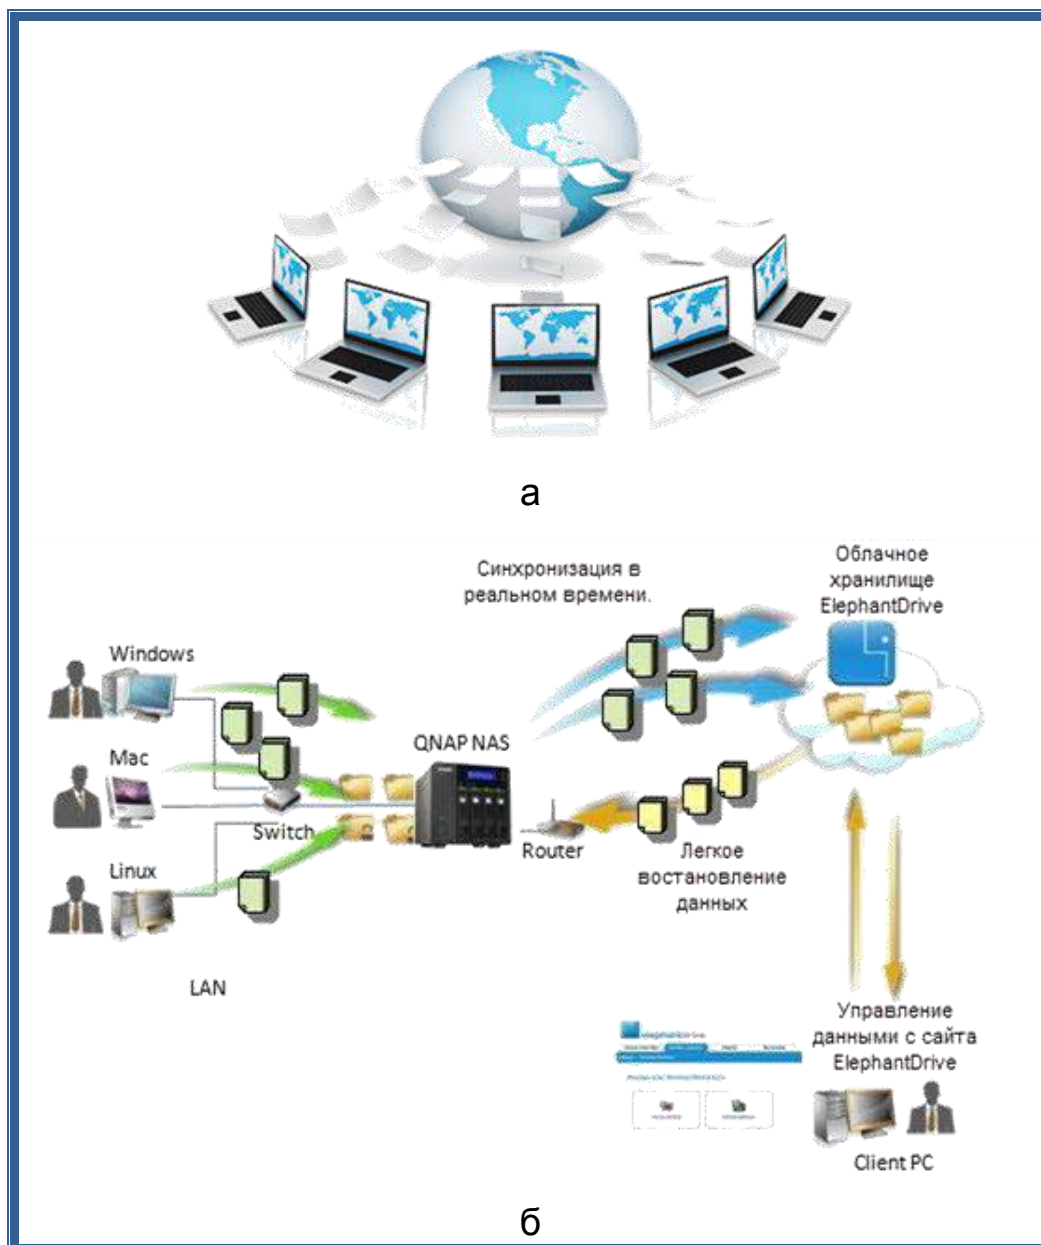 а
Синхронизация в
реальном времени.
Облачное
хранилище
ElephantDrive
Windows
Mac
QNAP NAS
Switch
Router
Linux
Легкое
востановление
данных
LAN
Управление
данными с сайта
ElephantDrive
Client PC
б